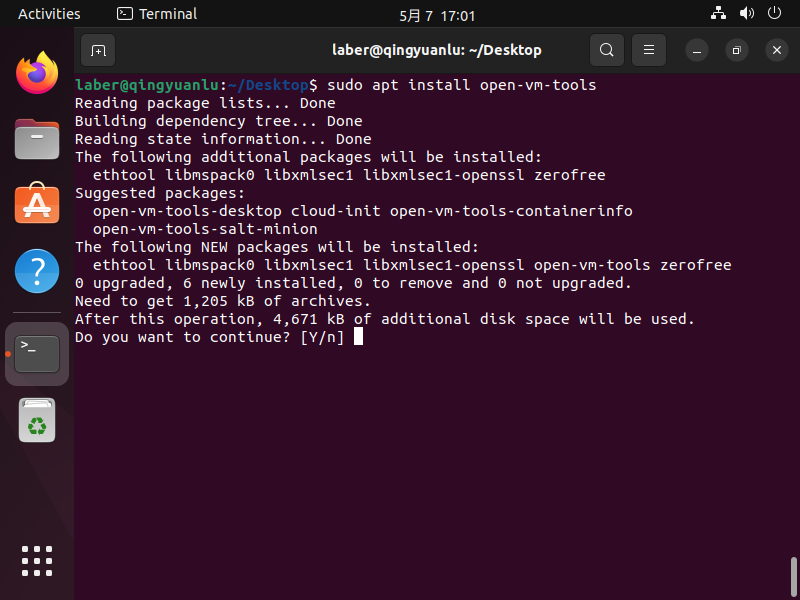 Activities
Terminal
5月 7 17:01
laber@qingyuanlu: ~/Desktop
laber@qingyuanlu:~/Desktop$ sudo apt install open-vm-tools
Reading package lists... Done
Building dependency tree... Done
Reading state information... Done
The following additional packages will be installed:
  ethtool libmspack0 libxmlsec1 libxmlsec1-openssl zerofree
Suggested packages:
  open-vm-tools-desktop cloud-init open-vm-tools-containerinfo
  open-vm-tools-salt-minion
The following NEW packages will be installed:
  ethtool libmspack0 libxmlsec1 libxmlsec1-openssl open-vm-tools zerofree
0 upgraded, 6 newly installed, 0 to remove and 0 not upgraded.
Need to get 1,205 kB of archives.
After this operation, 4,671 kB of additional disk space will be used.
Do you want to continue? [Y/n]